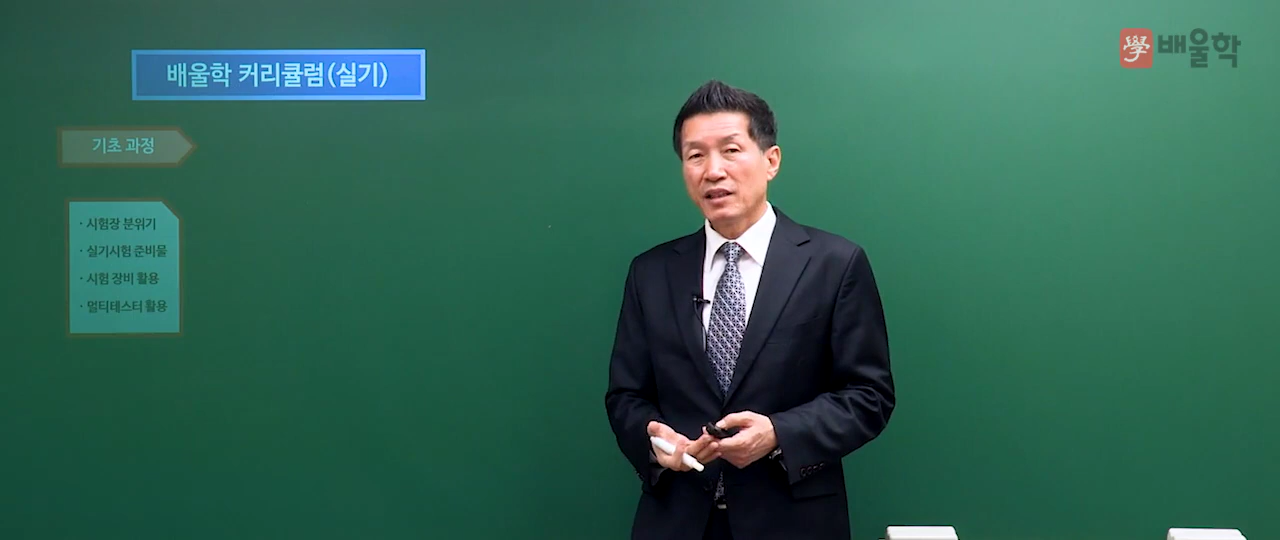 배울학 커리큘럼(실기)
學 배울학
기초 과정
· 시험장 분위기
· 실기시험 준비물
· 시험 장비 활용
· 멀티테스터 활용